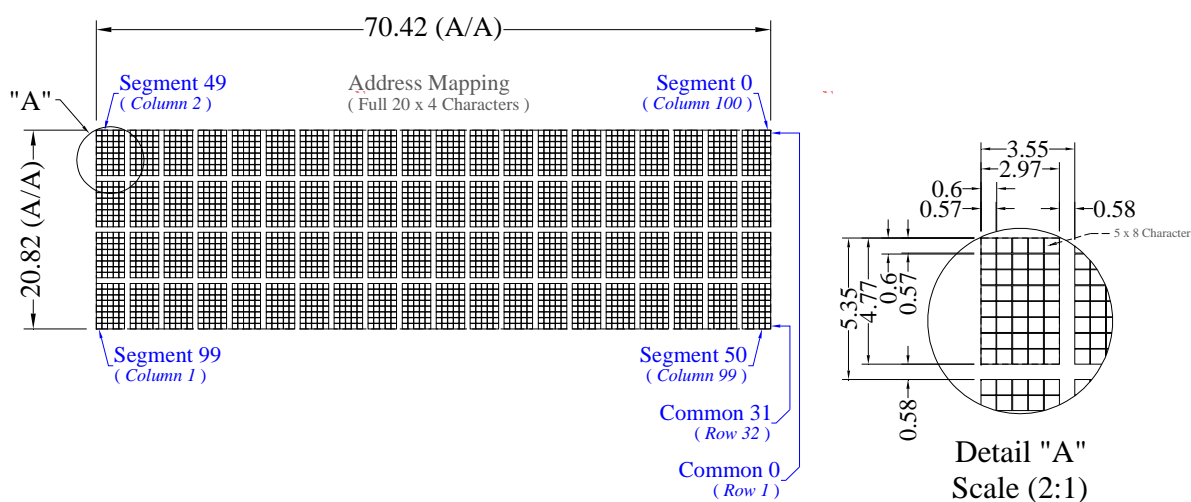 70.42 (A/A)
Segment 49
( Column 2 )
Address Mapping
( Full 20 x 4 Characters )
Segment 0
( Column 100 )
"A"
20.82 (A/A)
Segment 99
( Column 1 )
Segment 50
( Column 99 )
Common 31
( Row 32 )
Common 0
( Row 1 )
3.55
2.97
0.6
0.57
0.58
5 x 8 Character
5.35
4.77
0.6
0.57
0.58
Detail "A"
Scale (2:1)